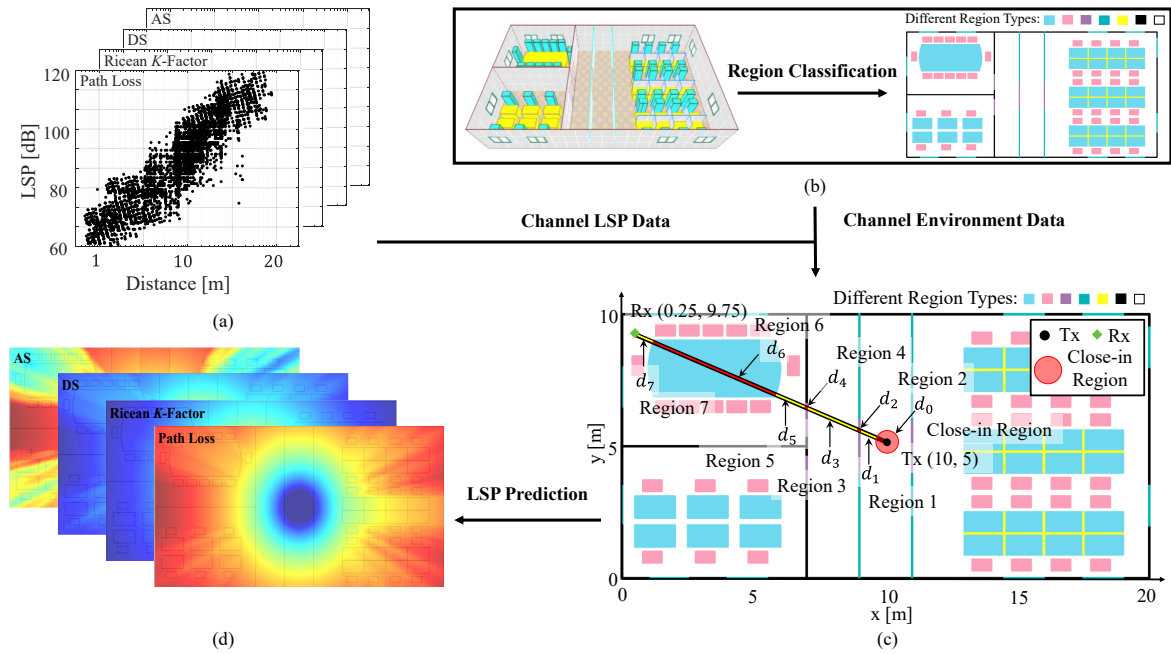 AS
DS
Ricean K-Factor
Path Loss
120
100
80
60
LSP [dB]
1
10
20
Distance [m]
(a)
Region Classification
Different Region Types:
(b)
Channel LSP Data
Channel Environment Data
Different Region Types:
Tx
Rx
Close-in
Region
Rx (0.25, 9.75)
Region 6
d6
Region 4
d4
Region 2
d2
d0
d7
Region 7
d5
d3
d1
Close-in Region
Tx (10, 5)
Region 5
Region 3
Region 1
10
5
0
y [m]
0
5
10
15
20
x [m]
(c)
LSP Prediction
AS
DS
Ricean K-Factor
Path Loss
(d)